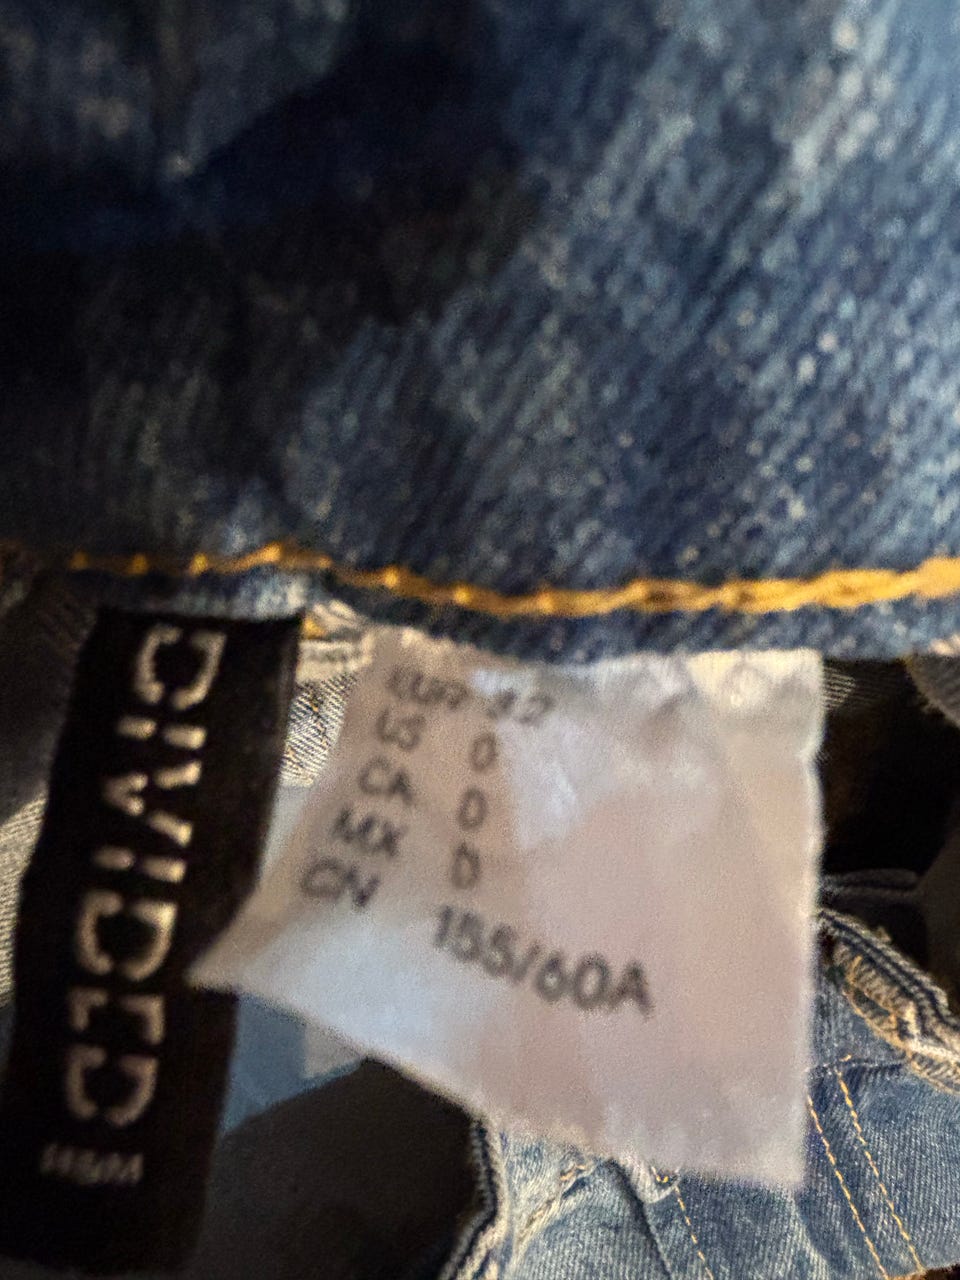 DIVIDED
H&M
EUR 32
US 0
CA 0
MX 0
CN 155/60A